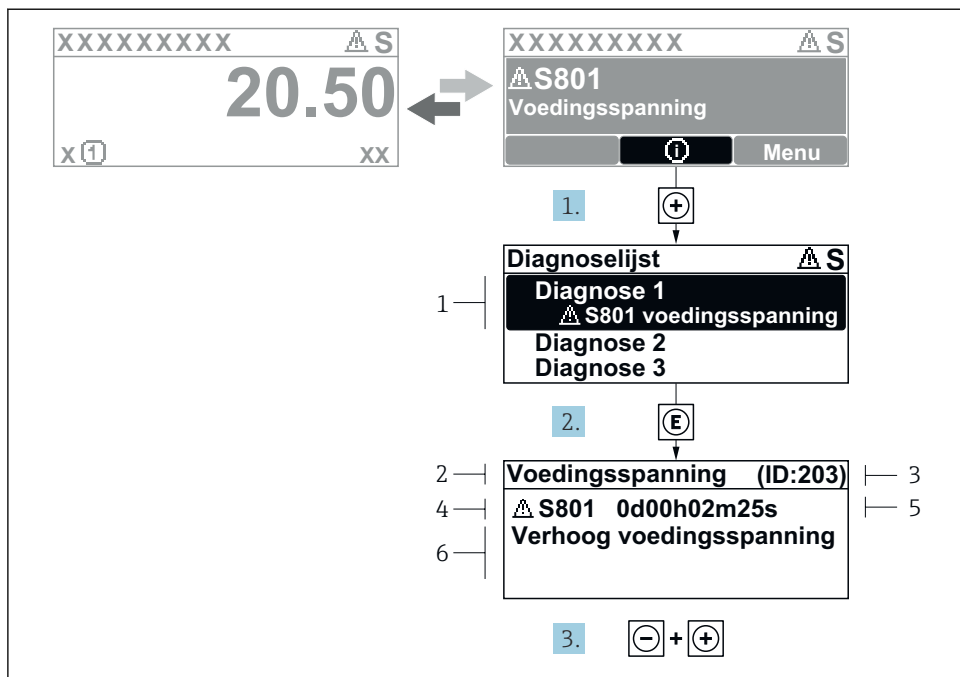 XXXXXXXXX ⚠ S
20.50
X ① XX
XXXXXXXXX ⚠ S
⚠ S801
Voedingsspanning
ⓘ Menu
1. +
Diagnoselijst ⚠ S
1 Diagnose 1
⚠ S801 voedingsspanning
Diagnose 2
Diagnose 3
2. E
2 Voedingsspanning (ID:203) 3
4 ⚠ S801 0d00h02m25s 5
6 Verhoog voedingsspanning
3. - + +